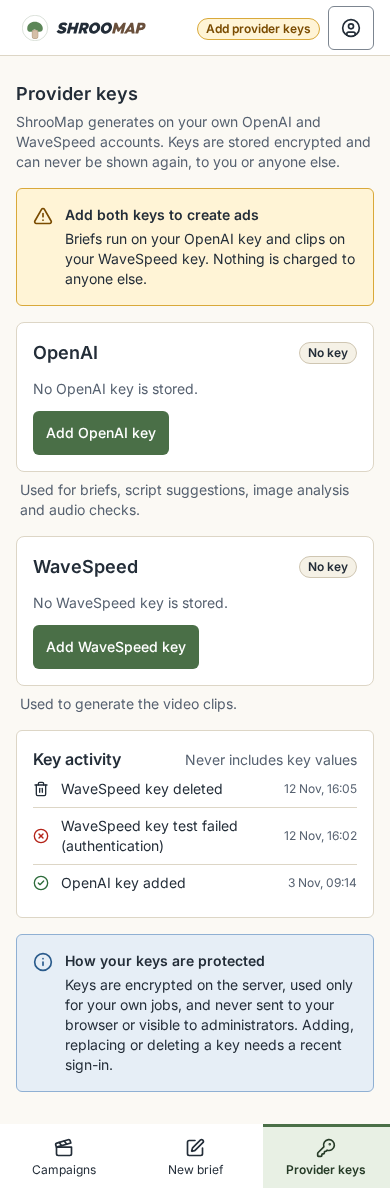 SHROOMAP
Add provider keys
Provider keys
ShrooMap generates on your own OpenAI and
WaveSpeed accounts. Keys are stored encrypted and
can never be shown again, to you or anyone else.
Add both keys to create ads
Briefs run on your OpenAI key and clips on
your WaveSpeed key. Nothing is charged to
anyone else.
OpenAI
No key
No OpenAI key is stored.
Add OpenAI key
Used for briefs, script suggestions, image analysis
and audio checks.
WaveSpeed
No key
No WaveSpeed key is stored.
Add WaveSpeed key
Used to generate the video clips.
Key activity
Never includes key values
WaveSpeed key deleted
12 Nov, 16:05
WaveSpeed key test failed
(authentication)
12 Nov, 16:02
OpenAI key added
3 Nov, 09:14
How your keys are protected
Keys are encrypted on the server, used only
for your own jobs, and never sent to your
browser or visible to administrators. Adding,
replacing or deleting a key needs a recent
sign-in.
Campaigns
New brief
Provider keys